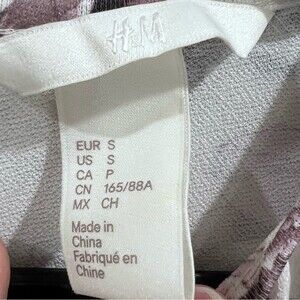 H&M
EUR S
US S
CA P
CN 165/88A
MX CH
Made in
China
Fabriqué en
Chine